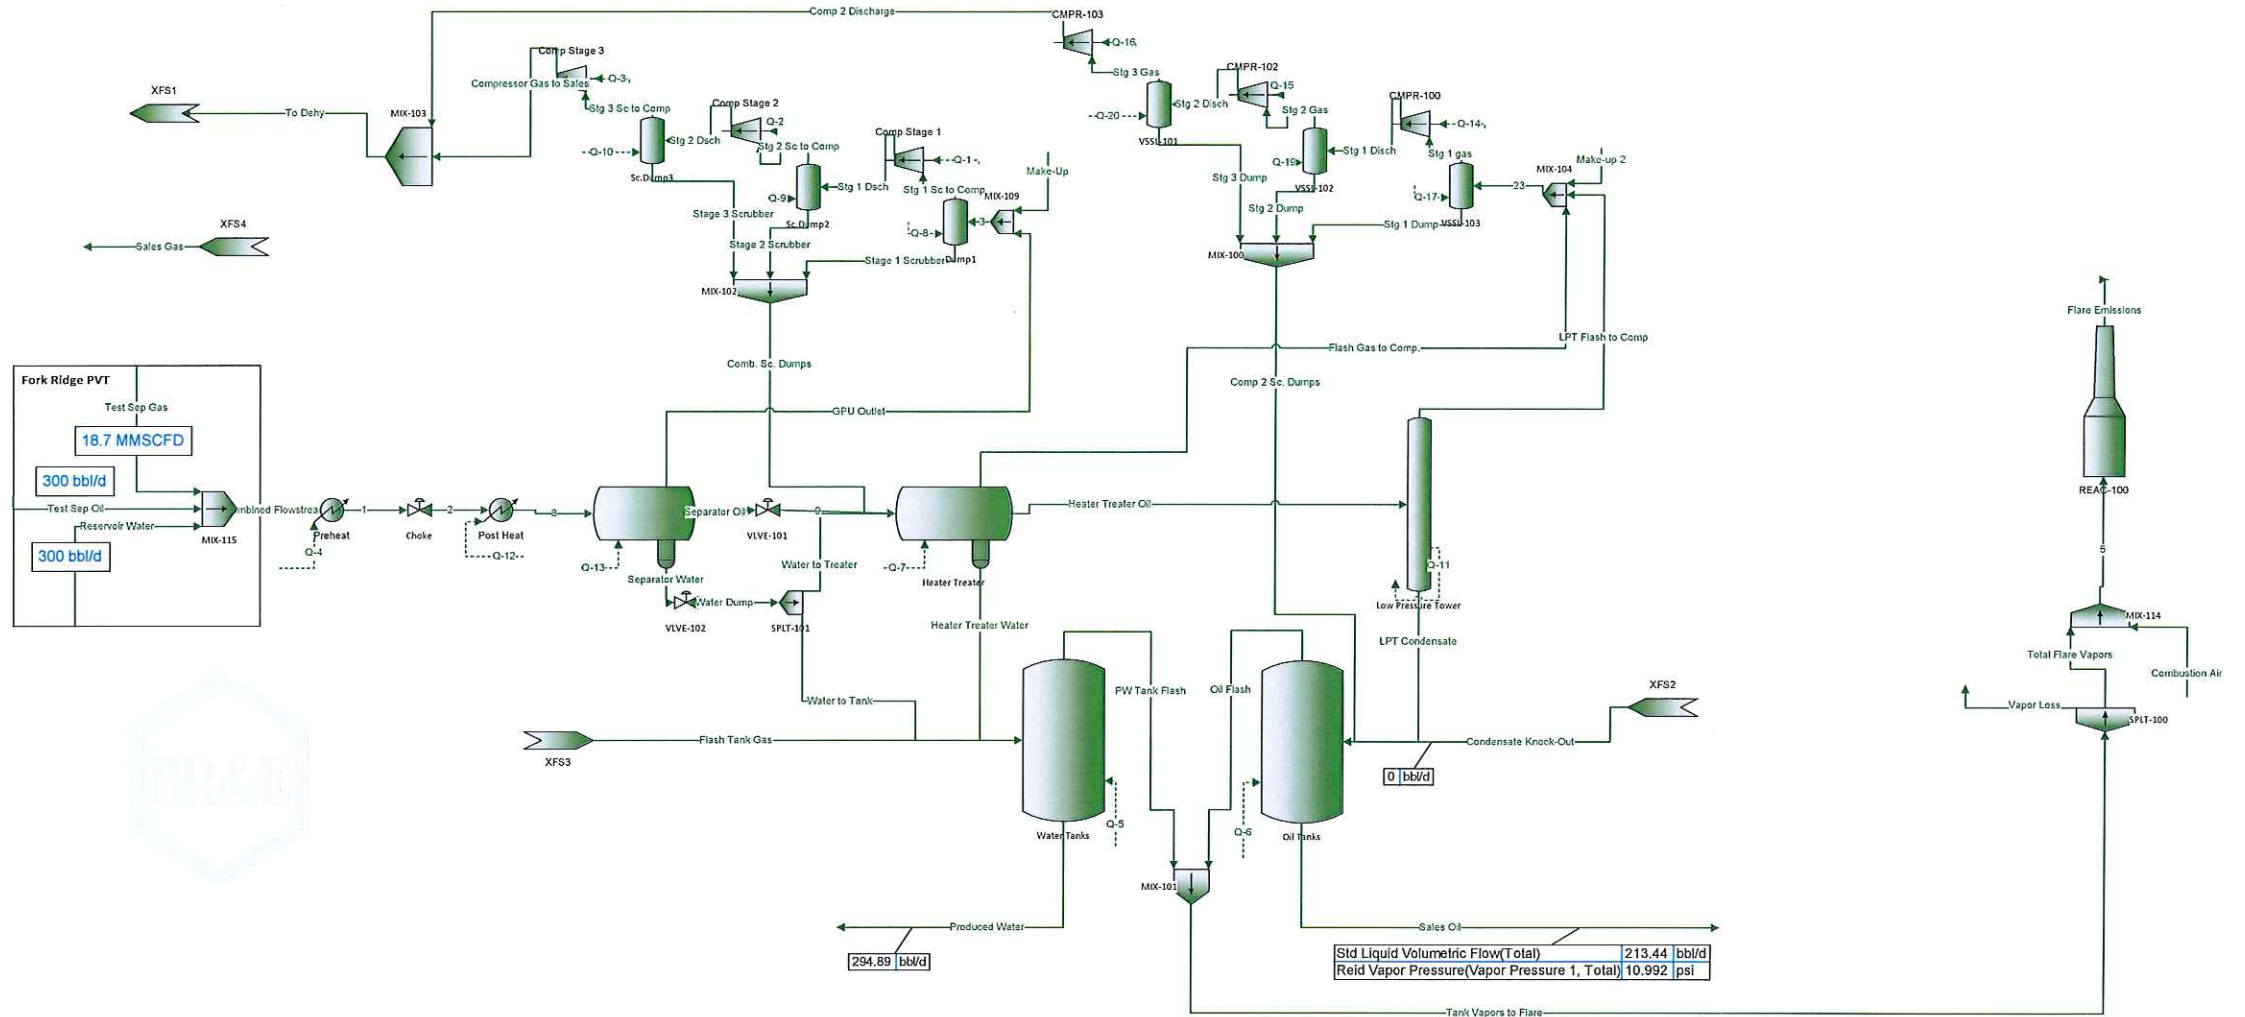 Comp 2 Discharge
CMPR-103
Q-16
Comp Stage 3
Compressor Gas to Sales
Q-3
Stg 3 Gas
CMPR-102
Q-15
Stg 2 Disch
Stg 2 Gas
CMPR-100
Q-14
XFS1
To Dehy
MIX-103
Stg 3 Sc to Comp
Comp Stage 2
Q-2
Stg 2 Dsch
Stg 2 Sc to Comp
Q-10
Sc.Dump3
Comp Stage 1
Q-1
Q-20
VSSL-101
Q-19
Stg 1 Disch
VSSL-102
Stg 1 gas
Make-up 2
MIX-104
23
Q-17
VSSL-103
Stg 1 Dsch
Q-9
Sc.Dump2
Stg 1 Sc to Comp
Make-Up
MIX-109
3
Q-8
Dump1
Stg 3 Dump
Stg 2 Dump
Stg 1 Dump
MIX-100
XFS4
Sales Gas
Stage 3 Scrubber
Stage 2 Scrubber
Stage 1 Scrubber
MIX-102
Flare Emissions
LPT Flash to Comp
Flash Gas to Comp.
Comb. Sc. Dumps
Comp 2 Sc. Dumps
Fork Ridge PVT
Test Sep Gas
18.7 MMSCFD
300 bbl/d
Test Sep Oil
Reservoir Water
300 bbl/d
MIX-115
mbined Flowstrea
Q-4
Preheat
1
Choke
2
Q-12
Post Heat
8
GPU Outlet
Separator Oil
VLVE-101
9
Q-13
Separator Water
VLVE-102
Water Dump
SPLT-101
Water to Treater
Q-7
Heater Treater
Heater Treater Oil
Heater Treater Water
Q-11
Low Pressure Tower
LPT Condensate
REAC-100
5
MIX-114
Total Flare Vapors
Combustion Air
Vapor Loss
SPLT-100
XFS2
Condensate Knock-Out
0 bbl/d
Water to Tank
XFS3
Flash Tank Gas
PW Tank Flash
Oil Flash
Q-5
Water Tanks
Q-6
Oil Tanks
MIX-101
BR&E
Produced Water
294.89 bbl/d
Sales Oil
Std Liquid Volumetric Flow(Total) 213.44 bbl/d
Reid Vapor Pressure(Vapor Pressure 1, Total) 10.992 psi
Tank Vapors to Flare